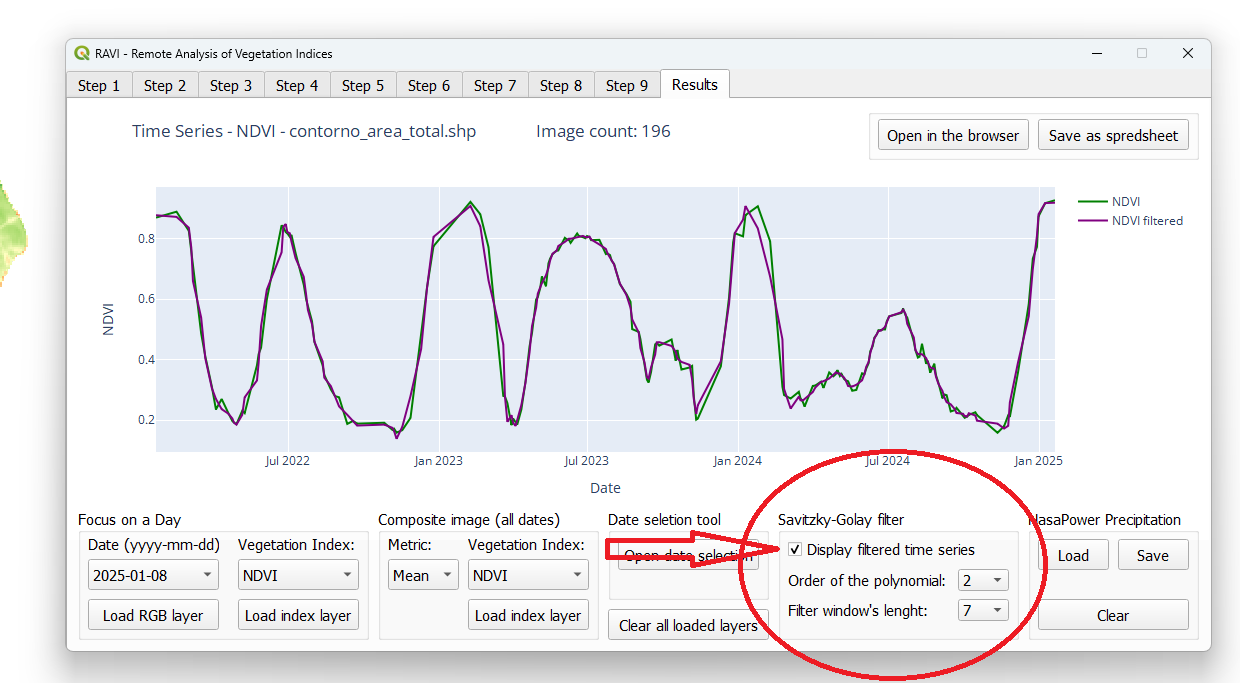 RAVI - Remote Analysis of Vegetation Indices
Step 1 Step 2 Step 3 Step 4 Step 5 Step 6 Step 7 Step 8 Step 9 Results
Time Series - NDVI - contorno_area_total.shp Image count: 196
Open in the browser Save as spredsheet
NDVI
NDVI filtered
0.8
0.6
0.4
0.2
NDVI
Jul 2022 Jan 2023 Jul 2023 Jan 2024 Jul 2024 Jan 2025
Date
Focus on a Day
Date (yyyy-mm-dd) Vegetation Index:
2025-01-08 NDVI
Load RGB layer Load index layer
Composite image (all dates)
Metric: Vegetation Index:
Mean NDVI
Load index layer
Date seletion tool
Open date selection
Clear all loaded layers
Savitzky-Golay filter
Display filtered time series
Order of the polynomial: 2
Filter window's lenght: 7
NasaPower Precipitation
Load Save
Clear